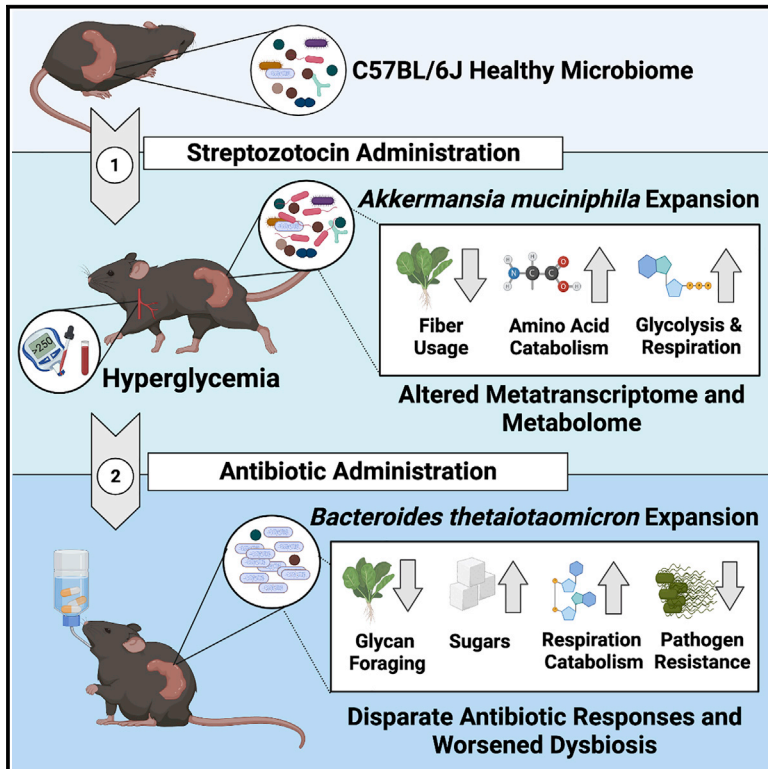 C57BL/6J Healthy Microbiome
1
Streptozotocin Administration
Akkermansia muciniphila Expansion
H
H
O
N
C
C
H
H
O
H
Fiber
Usage
Amino Acid
Catabolism
Glycolysis &
Respiration
>250
Hyperglycemia
Altered Metatranscriptome and
Metabolome
2
Antibiotic Administration
Bacteroides thetaiotaomicron Expansion
Glycan
Foraging
Sugars
Respiration
Catabolism
Pathogen
Resistance
Disparate Antibiotic Responses and
Worsened Dysbiosis